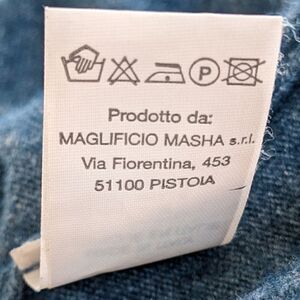 P
Prodotto da:
MAGLIFICIO MASHA s.r.l.
Via Fiorentina, 453
51100 PISTOIA